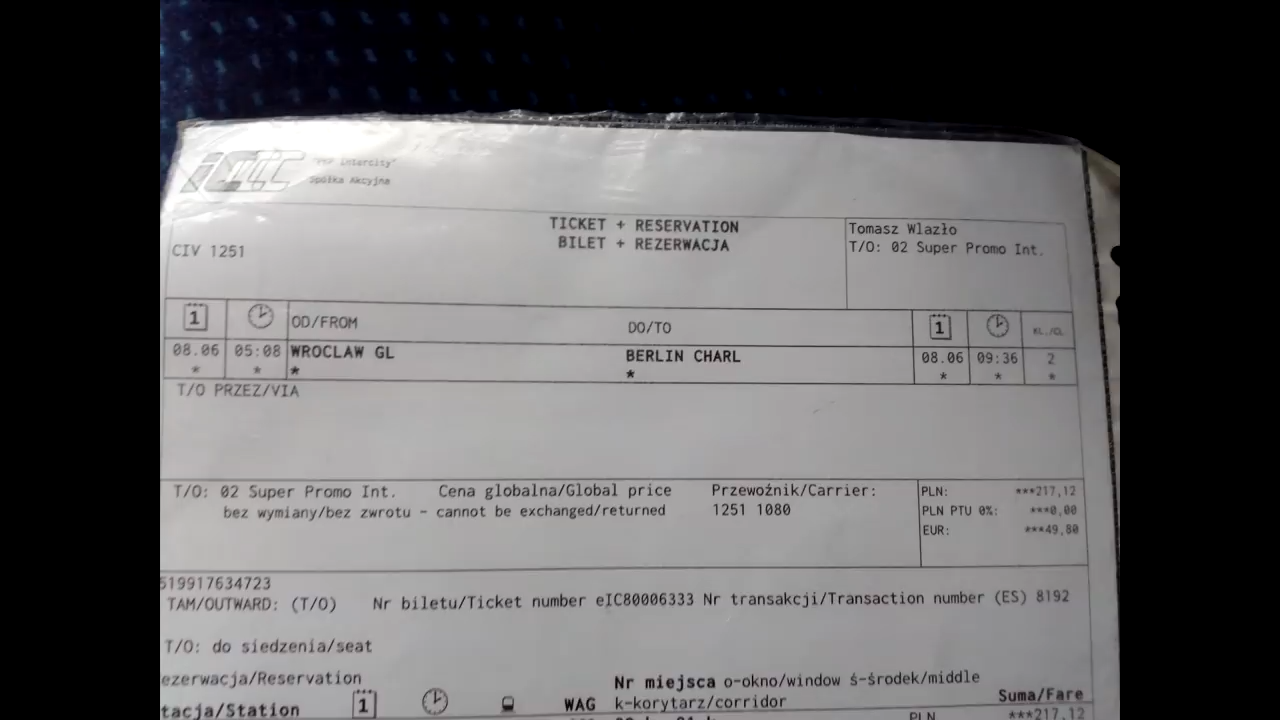 "PKP Intercity"
Spółka Akcyjna
TICKET + RESERVATION
BILET + REZERWACJA
CIV 1251
Tomasz Wlazło
T/O: 02 Super Promo Int.
1 OD/FROM DO/TO 1 KL./CL
08.06 05:08 WROCLAW GL BERLIN CHARL 08.06 09:36 2
* * * * * * *
T/O PRZEZ/VIA
T/O: 02 Super Promo Int. Cena globalna/Global price Przewoźnik/Carrier:
bez wymiany/bez zwrotu - cannot be exchanged/returned 1251 1080
PLN: ***217,12
PLN PTU 0%: ***0,00
EUR: ***49,80
519917634723
TAM/OUTWARD: (T/O) Nr biletu/Ticket number eIC80006333 Nr transakcji/Transaction number (ES) 8192
T/O: do siedzenia/seat
ezerwacja/Reservation
tacja/Station 1 WAG
Nr miejsca o-okno/window ś-środek/middle
k-korytarz/corridor
Suma/Fare
PLN ***217,12